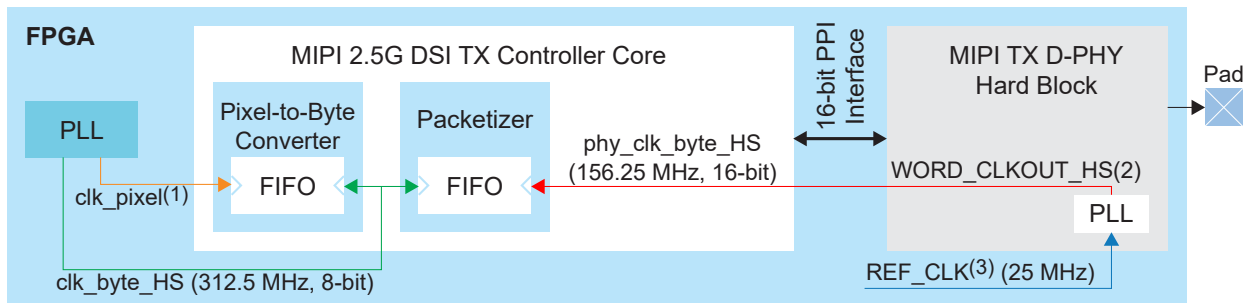 FPGA
MIPI 2.5G DSI TX Controller Core
MIPI TX D-PHY
Hard Block
Pad
16-bit PPI
Interface
PLL
Pixel-to-Byte
Converter
Packetizer
FIFO
FIFO
phy_clk_byte_HS
(156.25 MHz, 16-bit)
WORD_CLKOUT_HS(2)
clk_pixel(1)
PLL
clk_byte_HS (312.5 MHz, 8-bit)
REF_CLK(3) (25 MHz)